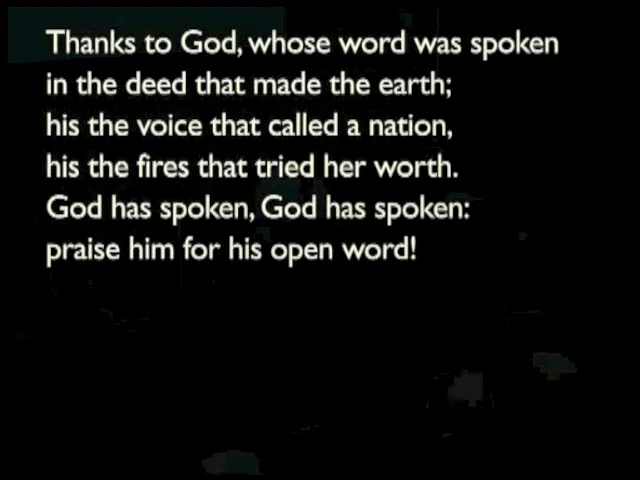 Thanks to God, whose word was spoken
in the deed that made the earth;
his the voice that called a nation,
his the fires that tried her worth.
God has spoken, God has spoken:
praise him for his open word!